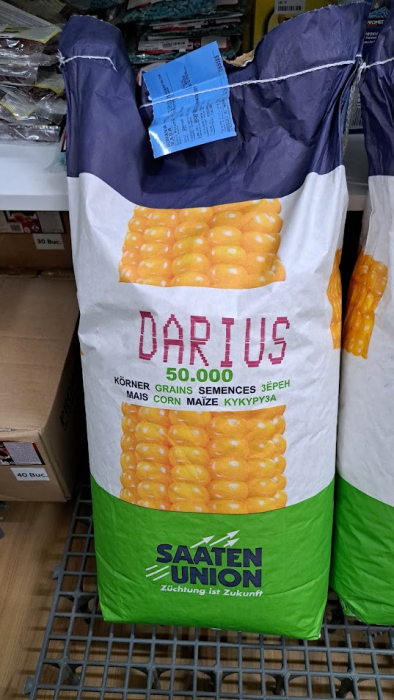 DARIUS
50.000
KÖRNER GRAINS SEMENCES ЗЁРЕН
MAIS CORN MAÏZE КУКУРУЗА
SAATEN
UNION
Züchtung ist Zukunft
30 Buc.
40 Buc.